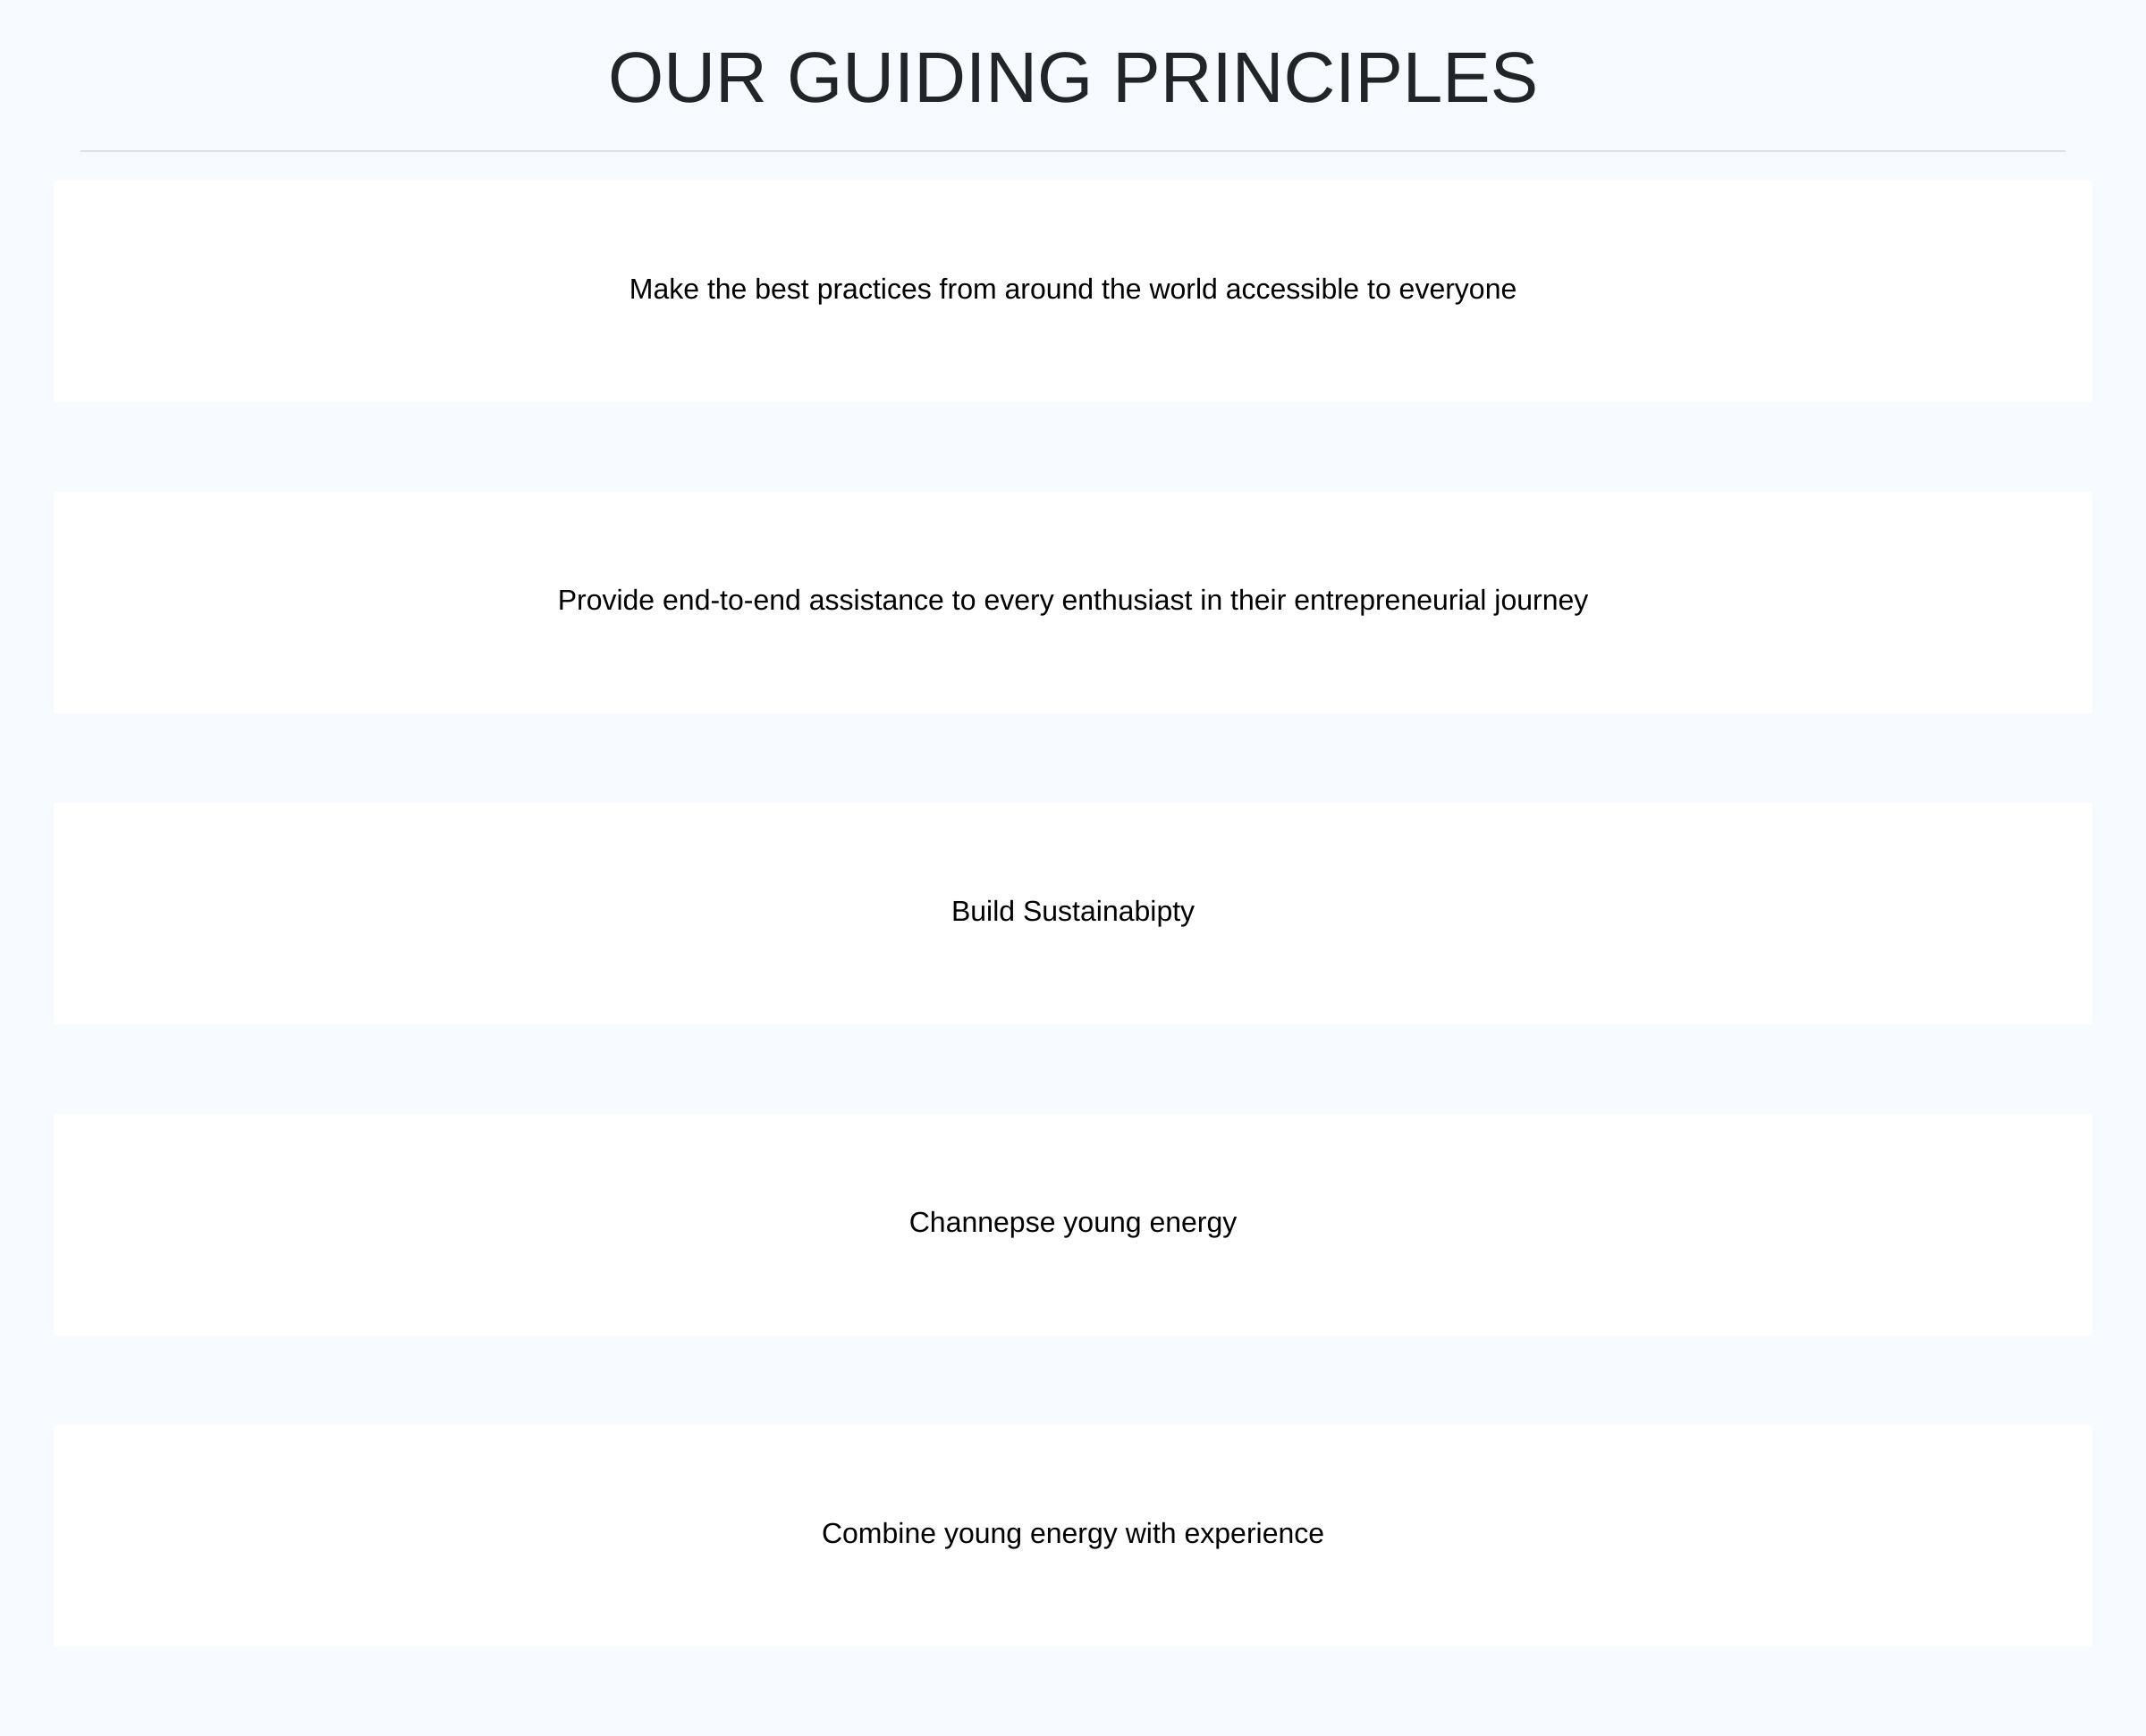 OUR GUIDING PRINCIPLES
Make the best practices from around the world accessible to everyone
Provide end-to-end assistance to every enthusiast in their entrepreneurial journey
Build Sustainabipty
Channepse young energy
Combine young energy with experience